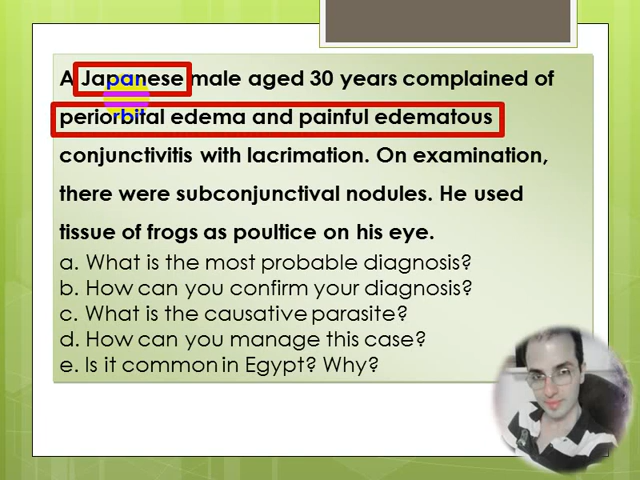 A Japanese male aged 30 years complained of
periorbital edema and painful edematous
conjunctivitis with lacrimation. On examination,
there were subconjunctival nodules. He used
tissue of frogs as poultice on his eye.
a. What is the most probable diagnosis?
b. How can you confirm your diagnosis?
c. What is the causative parasite?
d. How can you manage this case?
e. Is it common in Egypt? Why?